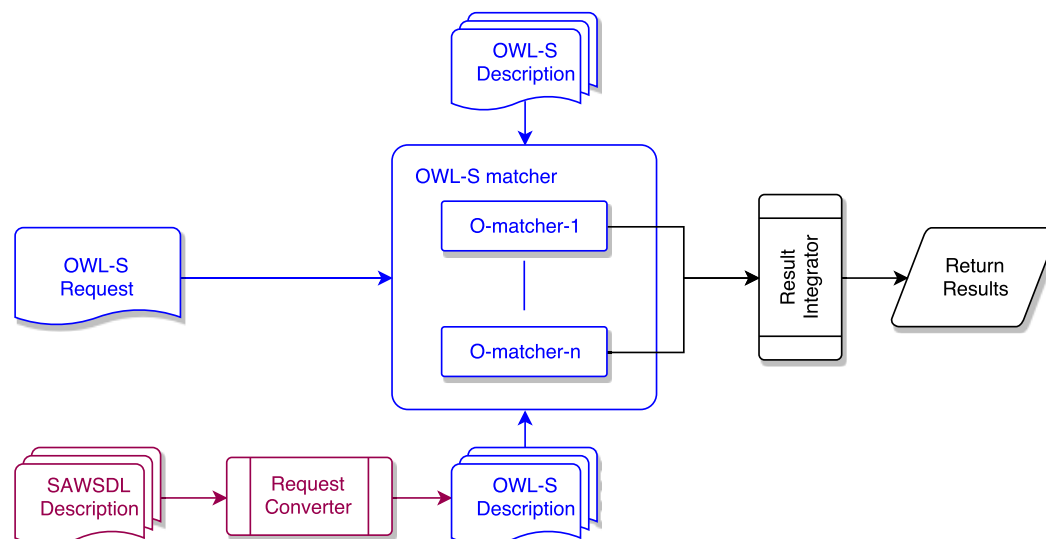 OWL-S
Description
OWL-S matcher
O-matcher-1
OWL-S
Request
Result
Integrator
Return
Results
O-matcher-n
SAWSDL
Description
Request
Converter
OWL-S
Description